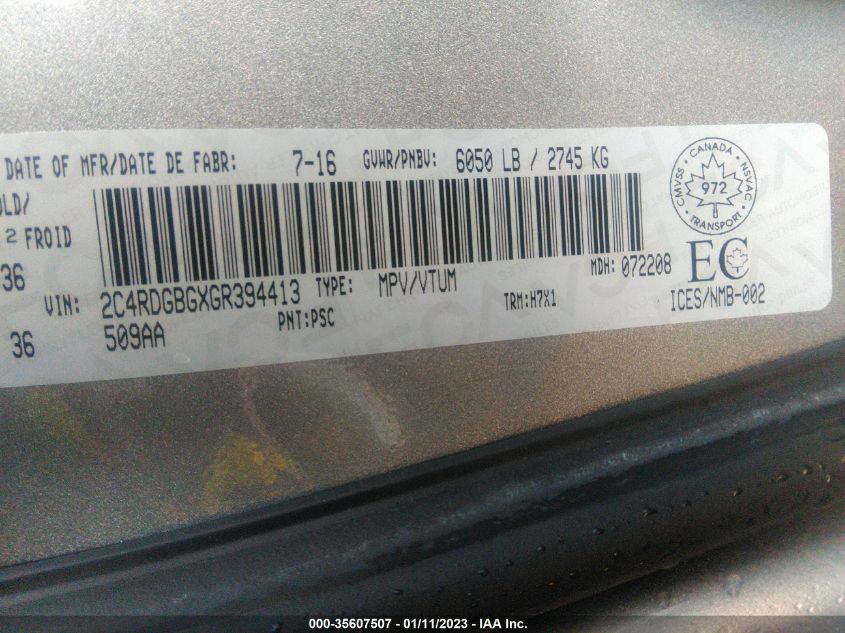 DATE OF MFR/DATE DE FABR: 7-16 GVWR/PNBV: 6050 LB / 2745 KG
OLD/
2 FROID
36
VIN: 2C4RDGBGXGR394413 TYPE: MPV/VTUM MDH: 072208
36 509AA PNT:PSC TRM:H7X1
CANADA
CMVSS NSVAC
972
TRANSPORT
EC
ICES/NMB-002
000-35607507 - 01/11/2023 - IAA Inc.